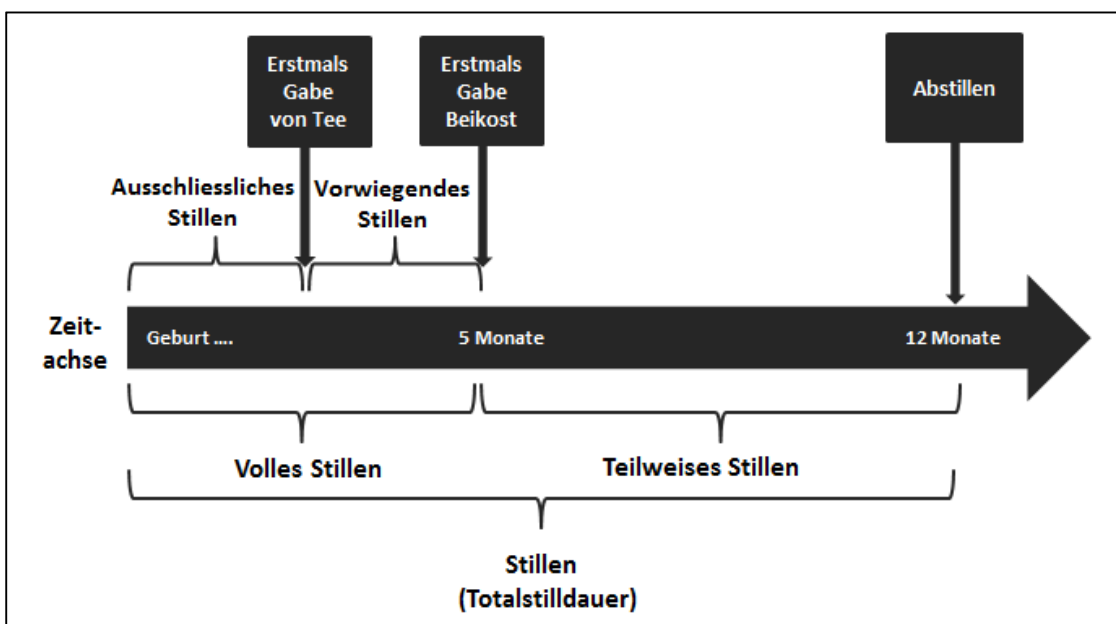 Erstmals
Gabe
von Tee
Erstmals
Gabe
Beikost
Abstillen
Ausschliessliches
Stillen
Vorwiegendes
Stillen
Zeit-
achse
Geburt ....
5 Monate
12 Monate
Volles Stillen
Teilweises Stillen
Stillen
(Totalstilldauer)